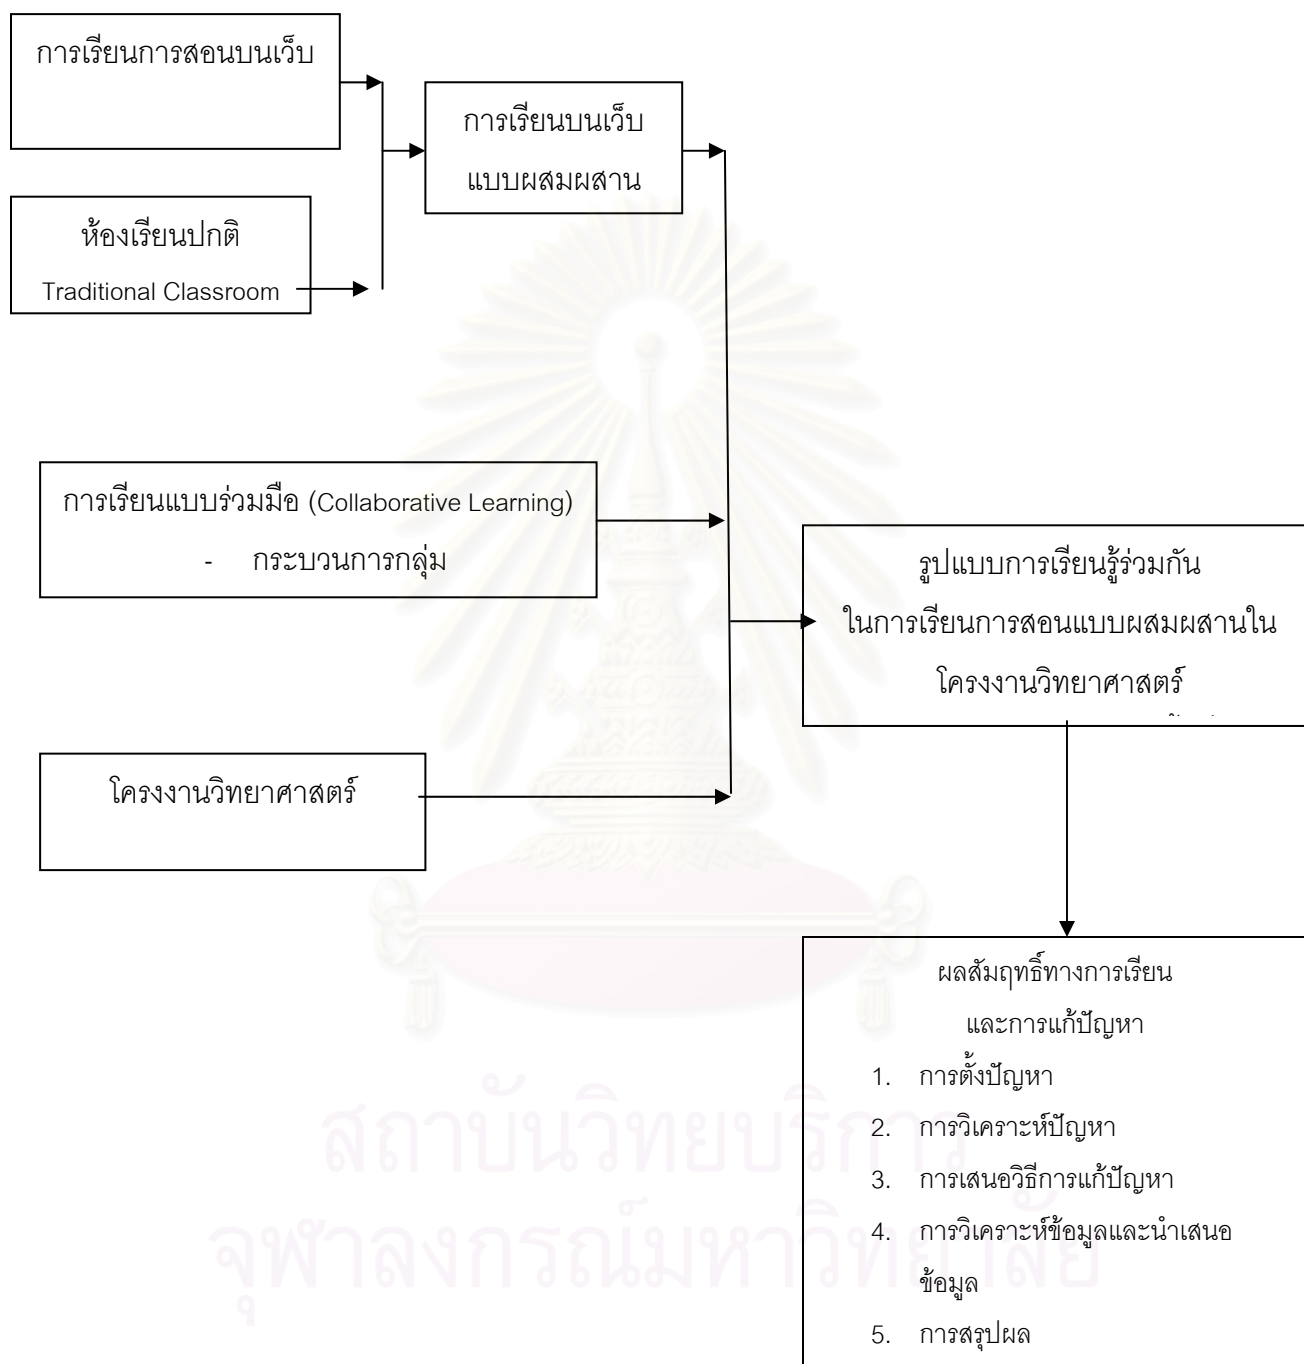 การเรียนการสอนบนเว็บ
การเรียนบนเว็บ
แบบผสมผสาน
ห้องเรียนปกติ
Traditional Classroom
การเรียนแบบร่วมมือ (Collaborative Learning)
- กระบวนการกลุ่ม
รูปแบบการเรียนรู้ร่วมกัน
ในการเรียนการสอนแบบผสมผสานใน
โครงงานวิทยาศาสตร์
โครงงานวิทยาศาสตร์
ผลสัมฤทธิ์ทางการเรียน
และการแก้ปัญหา
1. การตั้งปัญหา
2. การวิเคราะห์ปัญหา
3. การเสนอวิธีการแก้ปัญหา
4. การวิเคราะห์ข้อมูลและนำเสนอ
ข้อมูล
5. การสรุปผล
สถาบันวิทยบริการ
จุฬาลงกรณ์มหาวิทยาลัย